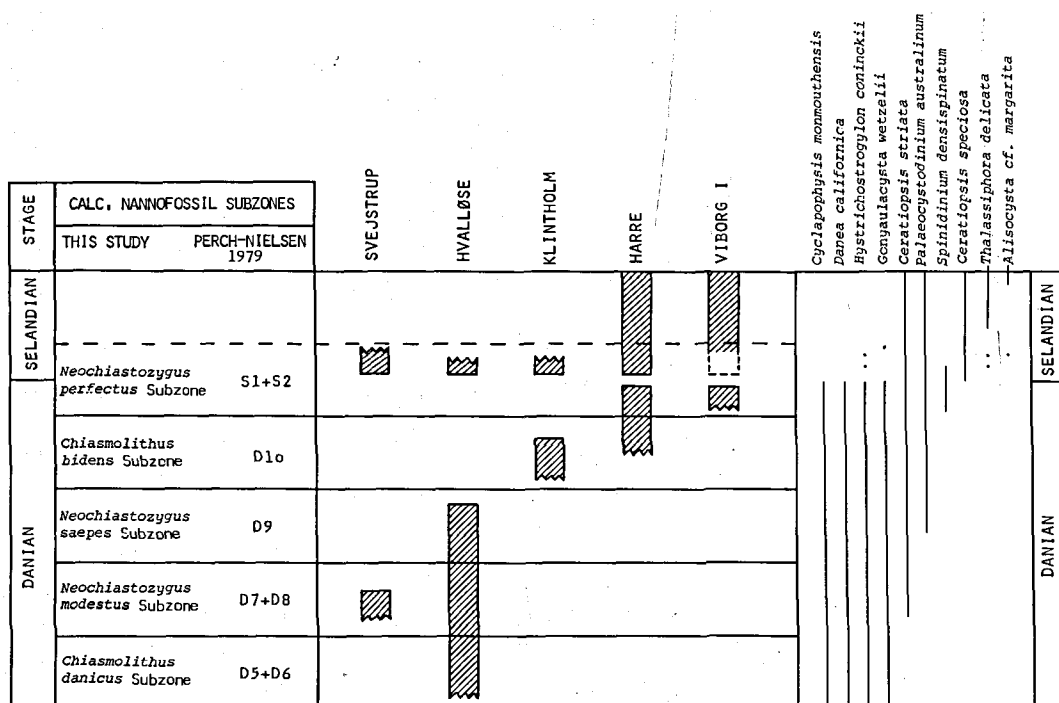 STAGE
CALC. NANNOFOSSIL SUBZONES
THIS STUDY
PERCH-NIELSEN
1979
SVEJSTRUP
HVALLØSE
KLINTHOLM
HARRE
VIBORG I
Cyclapophysis monmouthensis
Danea californica
Hystrichostrogylon coninckii
Gonyaulacysta wetzelii
Ceratiopsis striata
Palaeocystodinium australinum
Spinidinium densispinatum
Ceratiopsis speciosa
Thalassiphora delicata
Alisocysta cf. margarita
SELANDIAN
Neochiastozygus
perfectus Subzone
S1+S2
SELANDIAN
DANIAN
Chiasmolithus
bidens Subzone
D1o
Neochiastozygus
saepes Subzone
D9
Neochiastozygus
modestus Subzone
D7+D8
Chiasmolithus
danicus Subzone
D5+D6
DANIAN